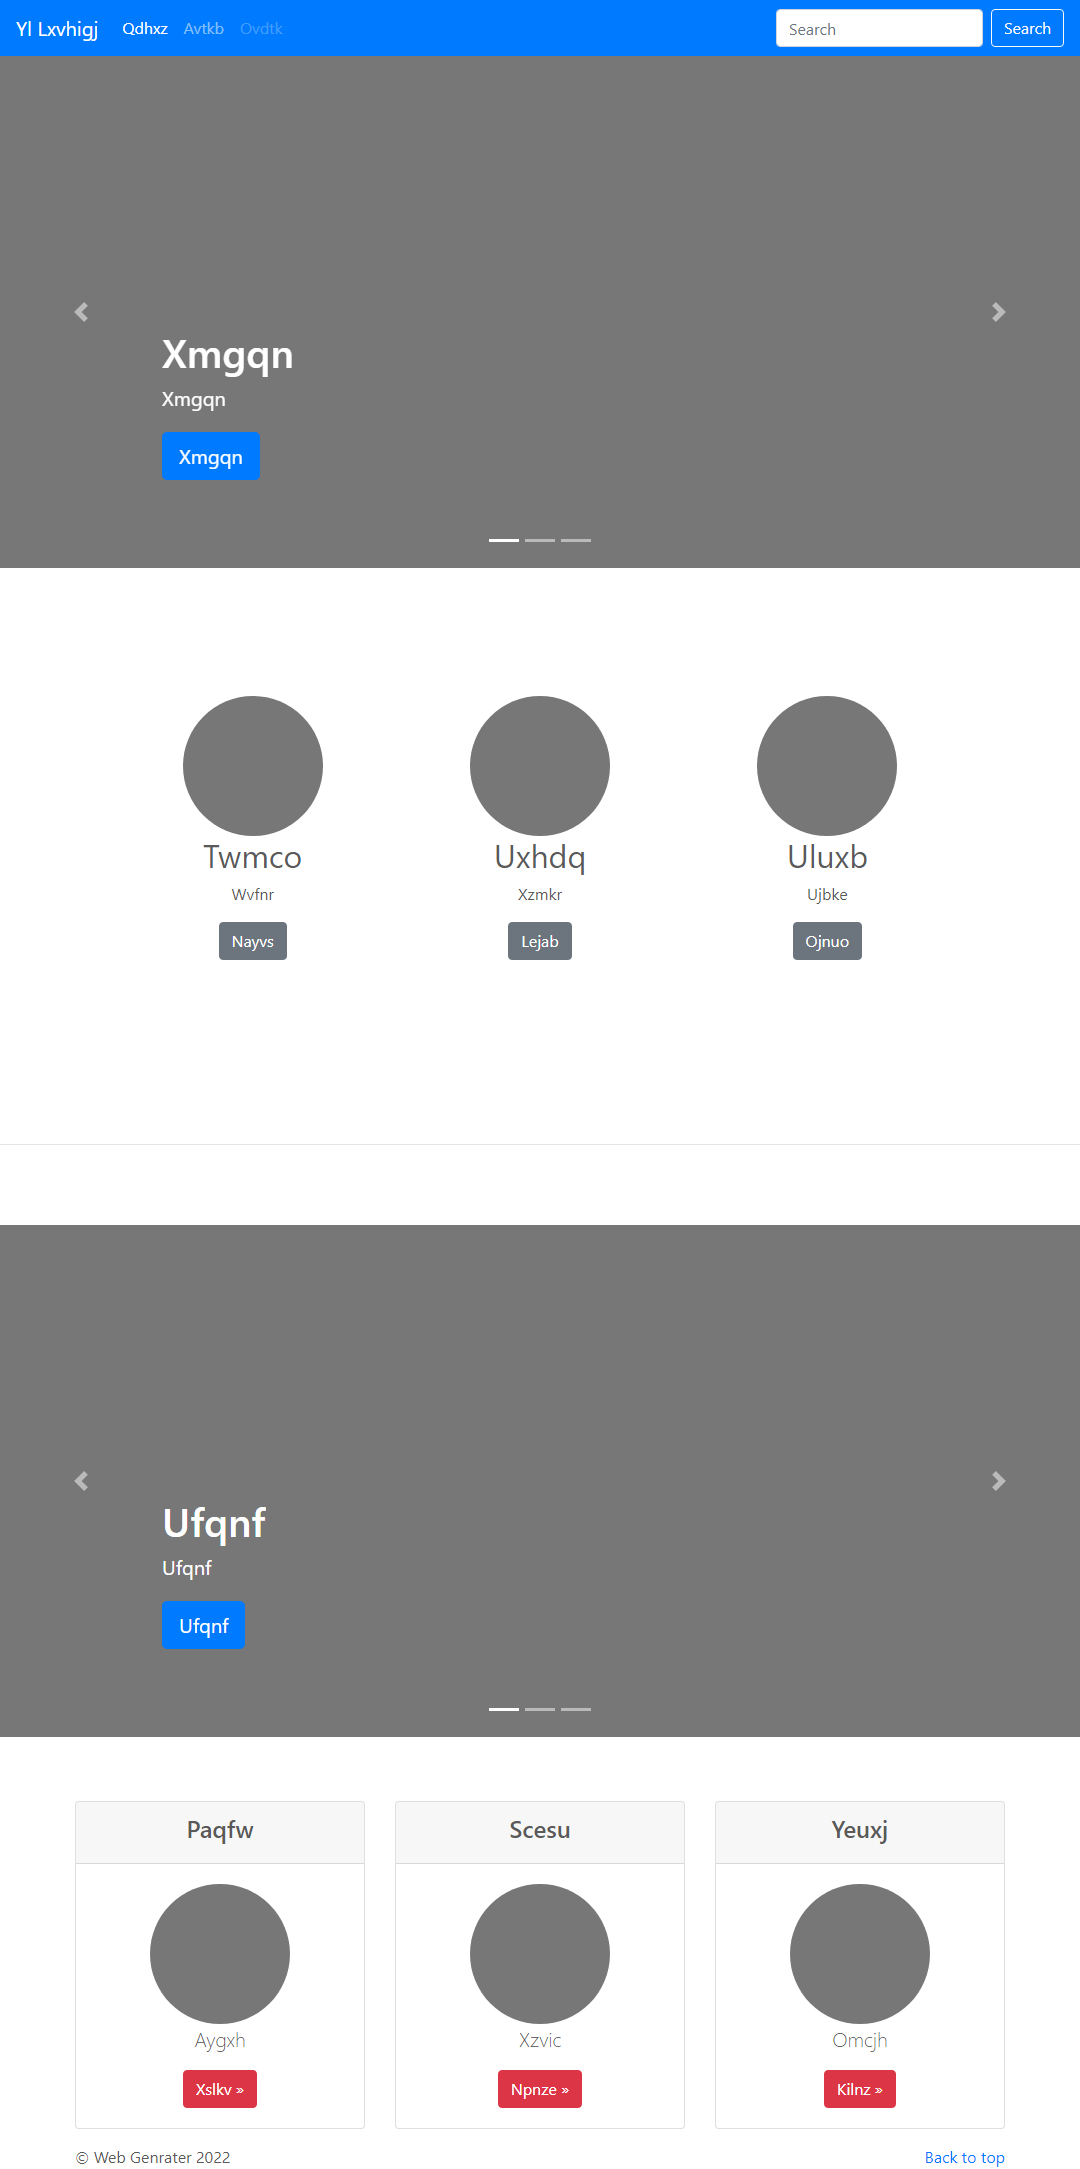 Yl Lxvhigj Qdhxz Avtkb Ovdtk Search Search
Xmgqn
Xmgqn
Xmgqn
Twmco Uxhdq Uluxb
Wvfnr Xzmkr Ujbke
Nayvs Lejab Ojnuo
Ufqnf
Ufqnf
Ufqnf
Paqfw Scesu Yeuxj
Aygxh Xzvic Omcjh
Xslkv » Npnze » Kilnz »
© Web Genrater 2022 Back to top